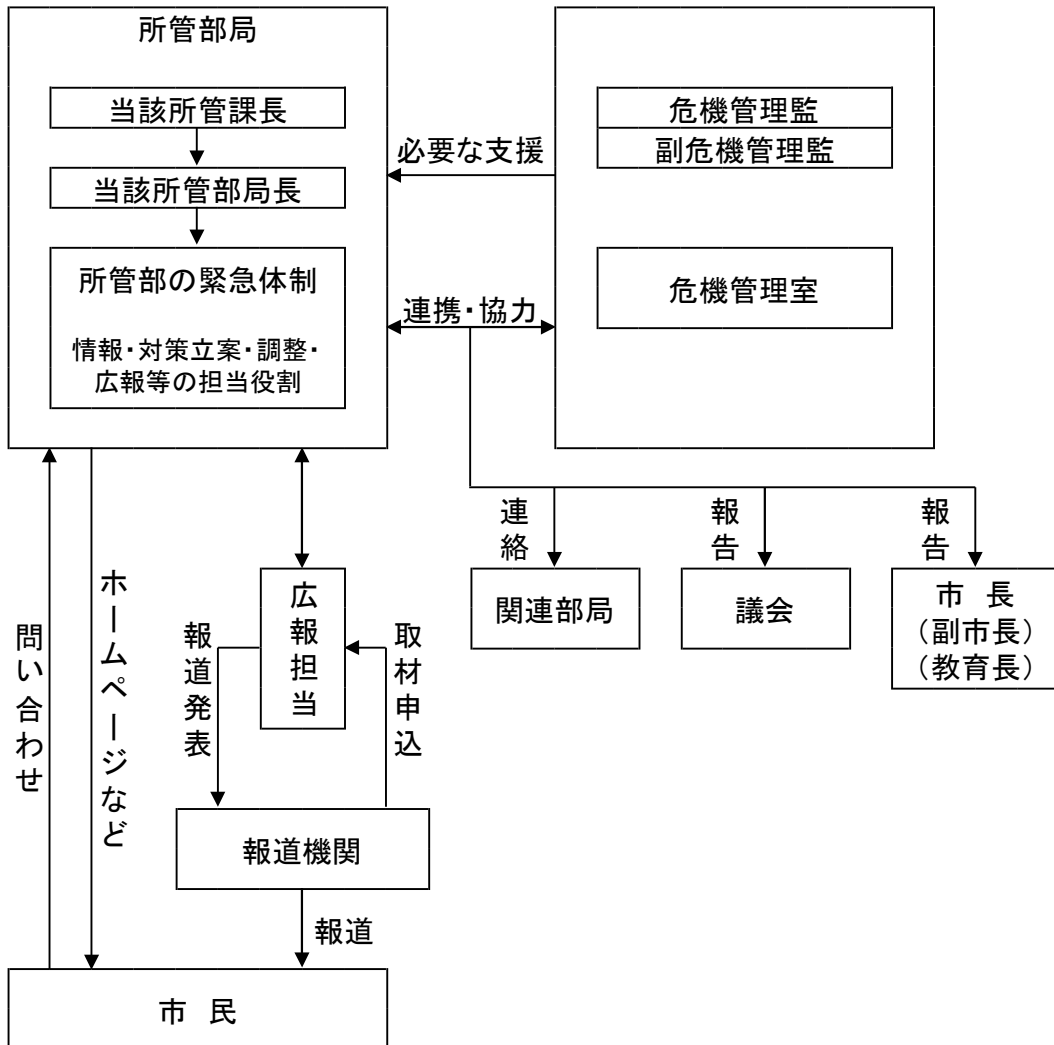 所管部局
当該所管課長
当該所管部局長
所管部の緊急体制
情報・対策立案・調整・
広報等の担当役割
必要な支援
連携・協力
危機管理監
副危機管理監
危機管理室
連絡
報告
報告
関連部局
議会
市 長
（副市長）
（教育長）
問い合わせ
ホームページなど
報道発表
広報担当
取材申込
報道機関
報道
市 民